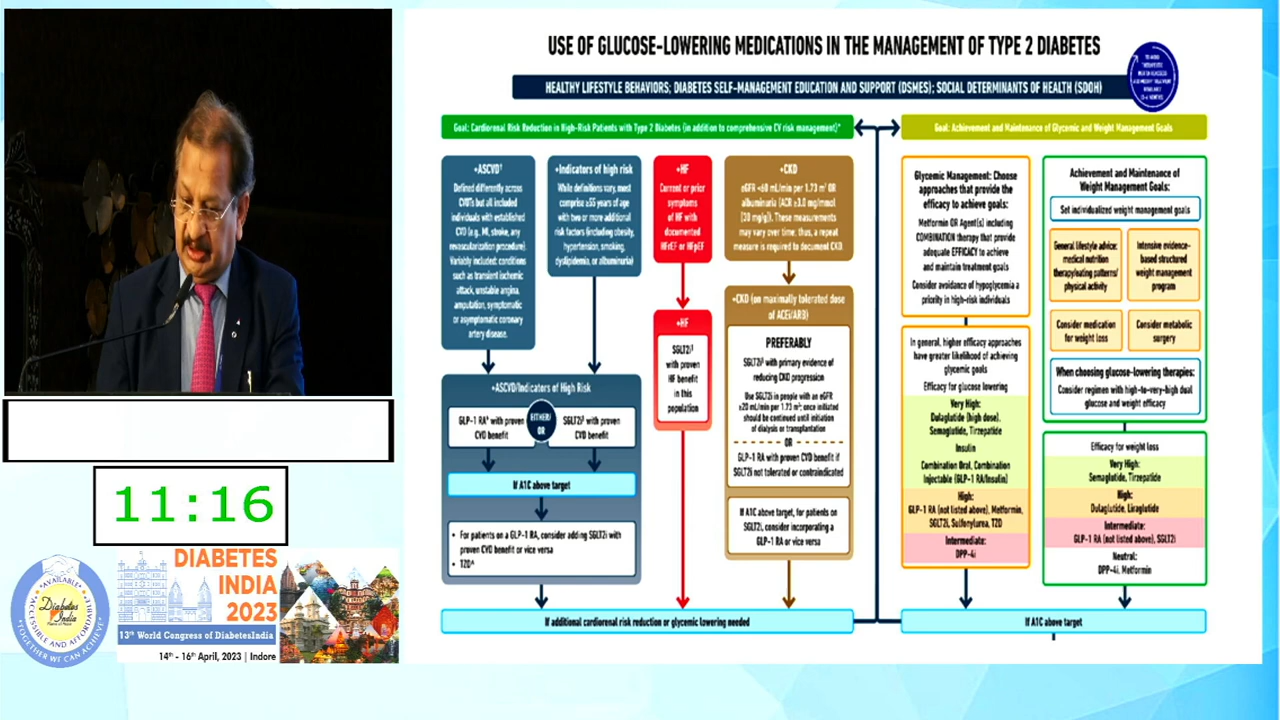 USE OF GLUCOSE-LOWERING MEDICATIONS IN THE MANAGEMENT OF TYPE 2 DIABETES
HEALTHY LIFESTYLE BEHAVIORS; DIABETES SELF-MANAGEMENT EDUCATION AND SUPPORT (DSMES); SOCIAL DETERMINANTS OF HEALTH (SDOH)
Goal: Cardiorenal Risk Reduction in High-Risk Patients with Type 2 Diabetes (in addition to comprehensive CV risk management)*
+ASCVD†
Defined differently across
CVOTs but all included
individuals with established
CVD (e.g., MI, stroke, any
revascularization procedure).
Variably included: conditions
such as transient ischemic
attack, unstable angina,
amputation, symptomatic
or asymptomatic coronary
artery disease.
+Indicators of high risk
While definitions vary, most
comprise ≥55 years of age
with two or more additional
risk factors (including obesity,
hypertension, smoking,
dyslipidemia, or albuminuria)
+HF
Current or prior
symptoms
of HF with
documented
HFrEF or HFpEF
+CKD
eGFR <60 mL/min per 1.73 m² OR
albuminuria (ACR ≥3.0 mg/mmol
[30 mg/g]). These measurements
may vary over time; thus, a repeat
measure is required to document CKD.
+ASCVD/Indicators of High Risk
GLP-1 RA# with proven
CVD benefit
EITHER/
OR
SGLT2i§ with proven
CVD benefit
If A1C above target
• For patients on a GLP-1 RA, consider adding SGLT2i with
proven CVD benefit or vice versa
• TZD^
+HF
SGLT2i§
with proven
HF benefit
in this
population
+CKD (on maximally tolerated dose
of ACEi/ARB)
PREFERABLY
SGLT2i§ with primary evidence of
reducing CKD progression
Use SGLT2i in people with an eGFR
≥20 mL/min per 1.73 m²; once initiated
should be continued until initiation
of dialysis or transplantation
OR
GLP-1 RA with proven CVD benefit if
SGLT2i not tolerated or contraindicated
If A1C above target, for patients on
SGLT2i, consider incorporating a
GLP-1 RA or vice versa
If additional cardiorenal risk reduction or glycemic lowering needed
Goal: Achievement and Maintenance of Glycemic and Weight Management Goals
Glycemic Management: Choose
approaches that provide the
efficacy to achieve goals:
Metformin OR Agent(s) including
COMBINATION therapy that provide
adequate EFFICACY to achieve
and maintain treatment goals
Consider avoidance of hypoglycemia a
priority in high-risk individuals
In general, higher efficacy approaches
have greater likelihood of achieving
glycemic goals
Efficacy for glucose lowering
Very High:
Dulaglutide (high dose),
Semaglutide, Tirzepatide
Insulin
Combination Oral, Combination
Injectable (GLP-1 RA/Insulin)
High:
GLP-1 RA (not listed above), Metformin,
SGLT2i, Sulfonylurea, TZD
Intermediate:
DPP-4i
Achievement and Maintenance of
Weight Management Goals:
Set individualized weight management goals
General lifestyle advice:
medical nutrition
therapy/eating patterns/
physical activity
Intensive evidence-
based structured
weight management
program
Consider medication
for weight loss
Consider metabolic
surgery
When choosing glucose-lowering therapies:
Consider regimen with high-to-very-high dual
glucose and weight efficacy
Efficacy for weight loss
Very High:
Semaglutide, Tirzepatide
High:
Dulaglutide, Liraglutide
Intermediate:
GLP-1 RA (not listed above), SGLT2i
Neutral:
DPP-4i, Metformin
If A1C above target
11:16
AVAILABLE
ACCESSIBLE AND AFFORDABLE
Diabetes
India
TOGETHER WE CAN ACHIEVE
DIABETES
INDIA
2023
13th World Congress of DiabetesIndia
14th - 16th April, 2023 | Indore